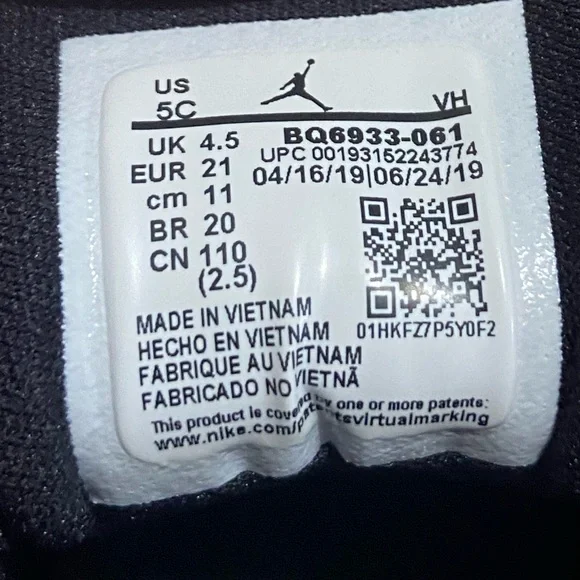 US
5C
VH
UK 4.5
EUR 21
cm 11
BR 20
CN 110
(2.5)
BQ6933-061
UPC 00193152243774
04/16/19|06/24/19
01HKFZ7P5Y0F2
MADE IN VIETNAM
HECHO EN VIETNAM
FABRIQUE AU VIETNAM
FABRICADO NO VIETNÃ
This product is covered by one or more patents:
www.nike.com/patentsvirtualmarking